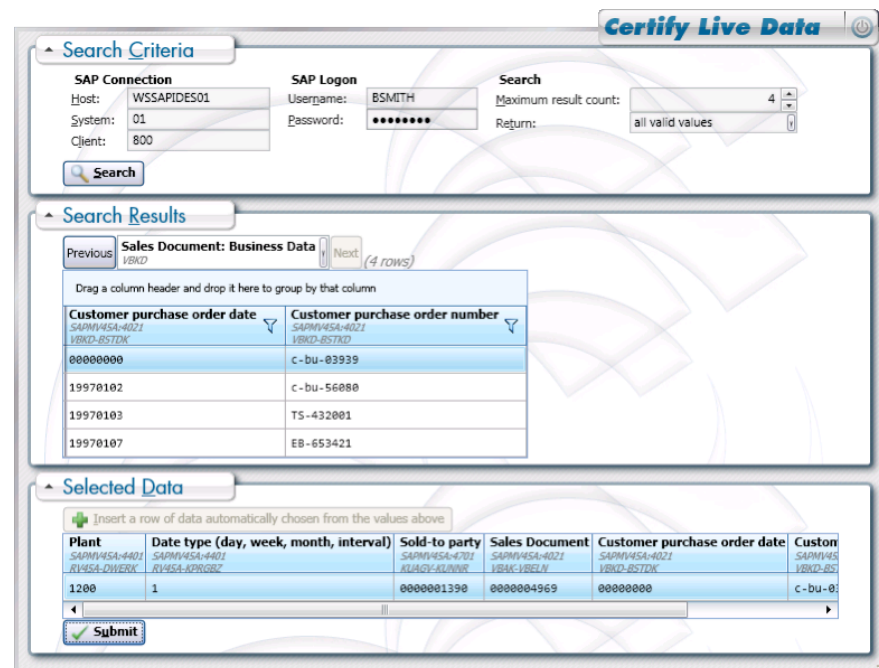 Certify Live Data
Search Criteria
SAP Connection SAP Logon Search
Host: WSSAPIDES01 Username: BSMITH Maximum result count: 4
System: 01 Password: ●●●●●●●● Return: all valid values
Client: 800
Search
Search Results
Previous Sales Document: Business Data Next (4 rows)
VBKD
Drag a column header and drop it here to group by that column
Customer purchase order date Customer purchase order number
SAPMV45A:4021 SAPMV45A:4021
VBKD-BSTDK VBKD-BSTKD
00000000 c-bu-03939
19970102 c-bu-56080
19970103 TS-432001
19970107 EB-653421
Selected Data
Insert a row of data automatically chosen from the values above
Plant Date type (day, week, month, interval) Sold-to party Sales Document Customer purchase order date Custom
SAPMV45A:4401 SAPMV45A:4401 SAPMV45A:4701 SAPMV45A:4021 SAPMV45A:4021 SAPMV45
RV45A-DWERK RV45A-KPRGBZ KUAGV-KUNNR VBAK-VBELN VBKD-BSTDK VBKD-BS
1200 1 0000001390 0000004969 00000000 c-bu-03
Submit